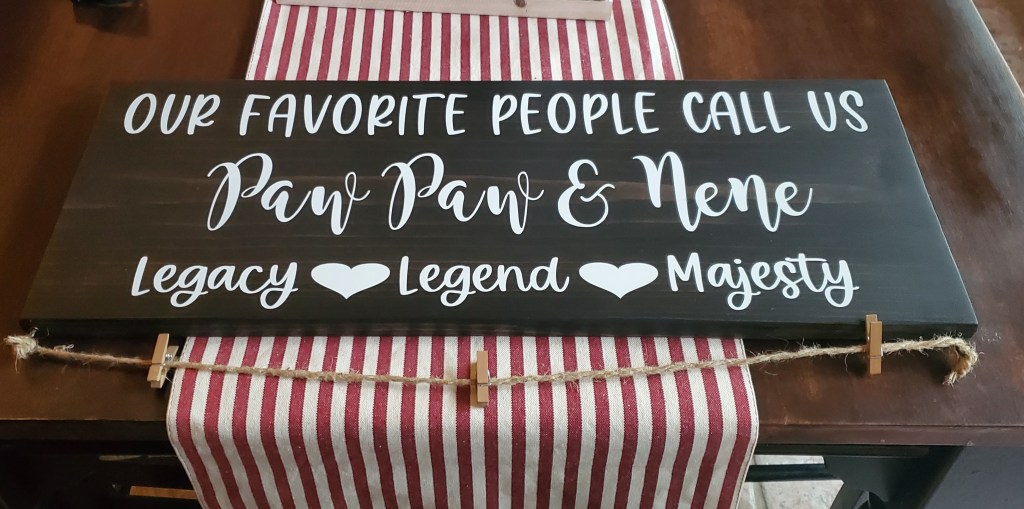 OUR FAVORITE PEOPLE CALL US
Paw Paw & Nene
Legacy Legend Majesty